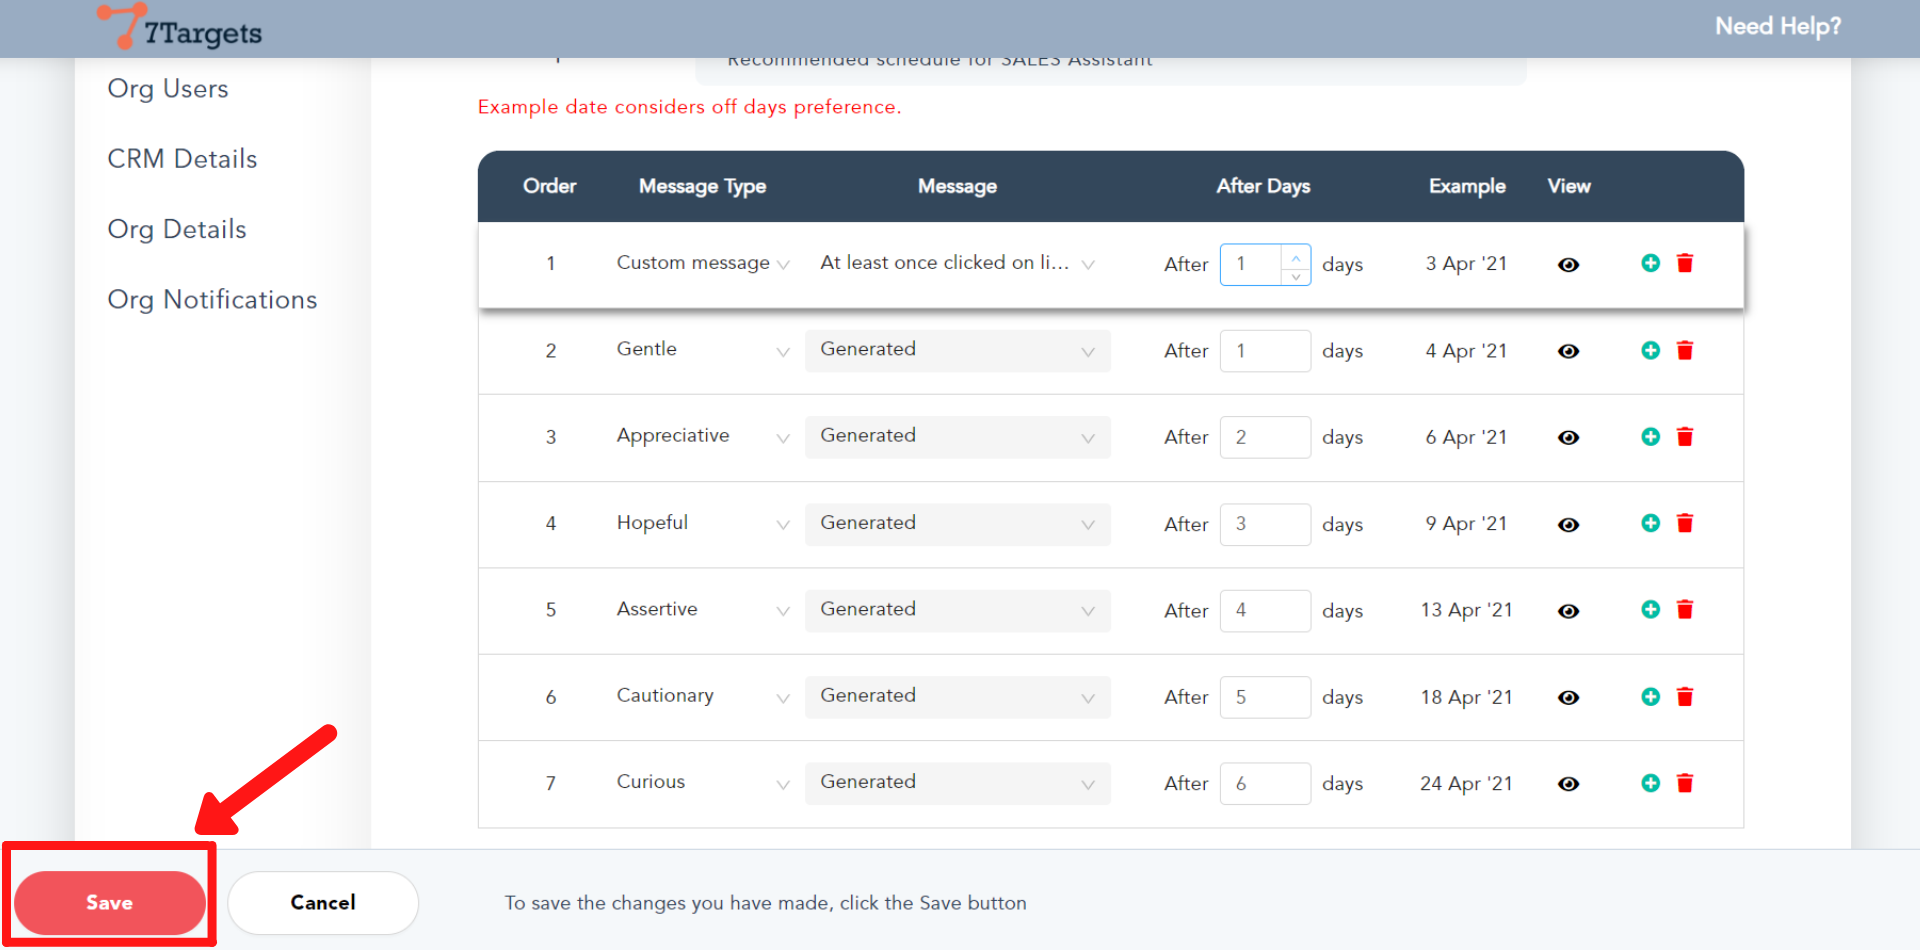 7Targets
Need Help?
Recommended schedule for SALES Assistant
Example date considers off days preference.
Org Users
CRM Details
Org Details
Org Notifications
Order Message Type Message After Days Example View
1 Custom message At least once clicked on li... After 1 days 3 Apr '21
2 Gentle Generated After 1 days 4 Apr '21
3 Appreciative Generated After 2 days 6 Apr '21
4 Hopeful Generated After 3 days 9 Apr '21
5 Assertive Generated After 4 days 13 Apr '21
6 Cautionary Generated After 5 days 18 Apr '21
7 Curious Generated After 6 days 24 Apr '21
Save Cancel To save the changes you have made, click the Save button